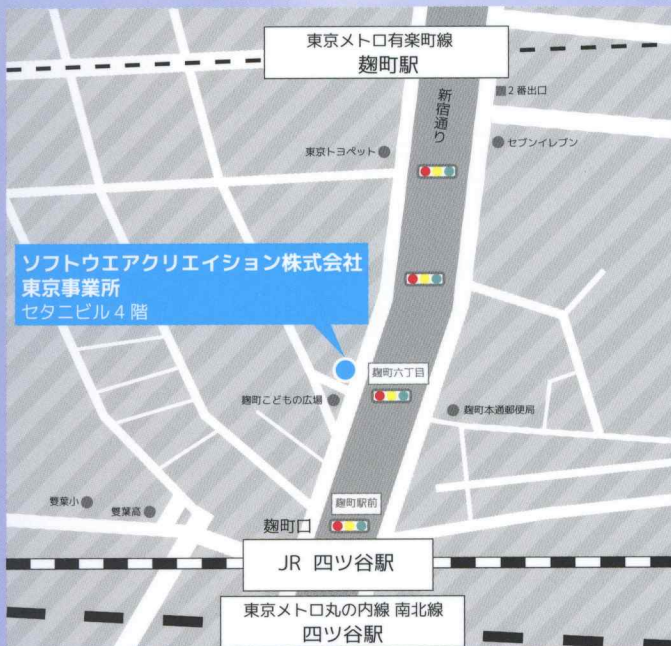 東京メトロ有楽町線
麹町駅
2番出口
新宿通り
東京トヨペット
セブンイレブン
ソフトウエアクリエイション株式会社
東京事業所
セタニビル4階
麹町六丁目
麹町こどもの広場
麹町本通郵便局
雙葉小
雙葉高
麹町駅前
麹町口
JR 四ツ谷駅
東京メトロ丸の内線 南北線
四ツ谷駅